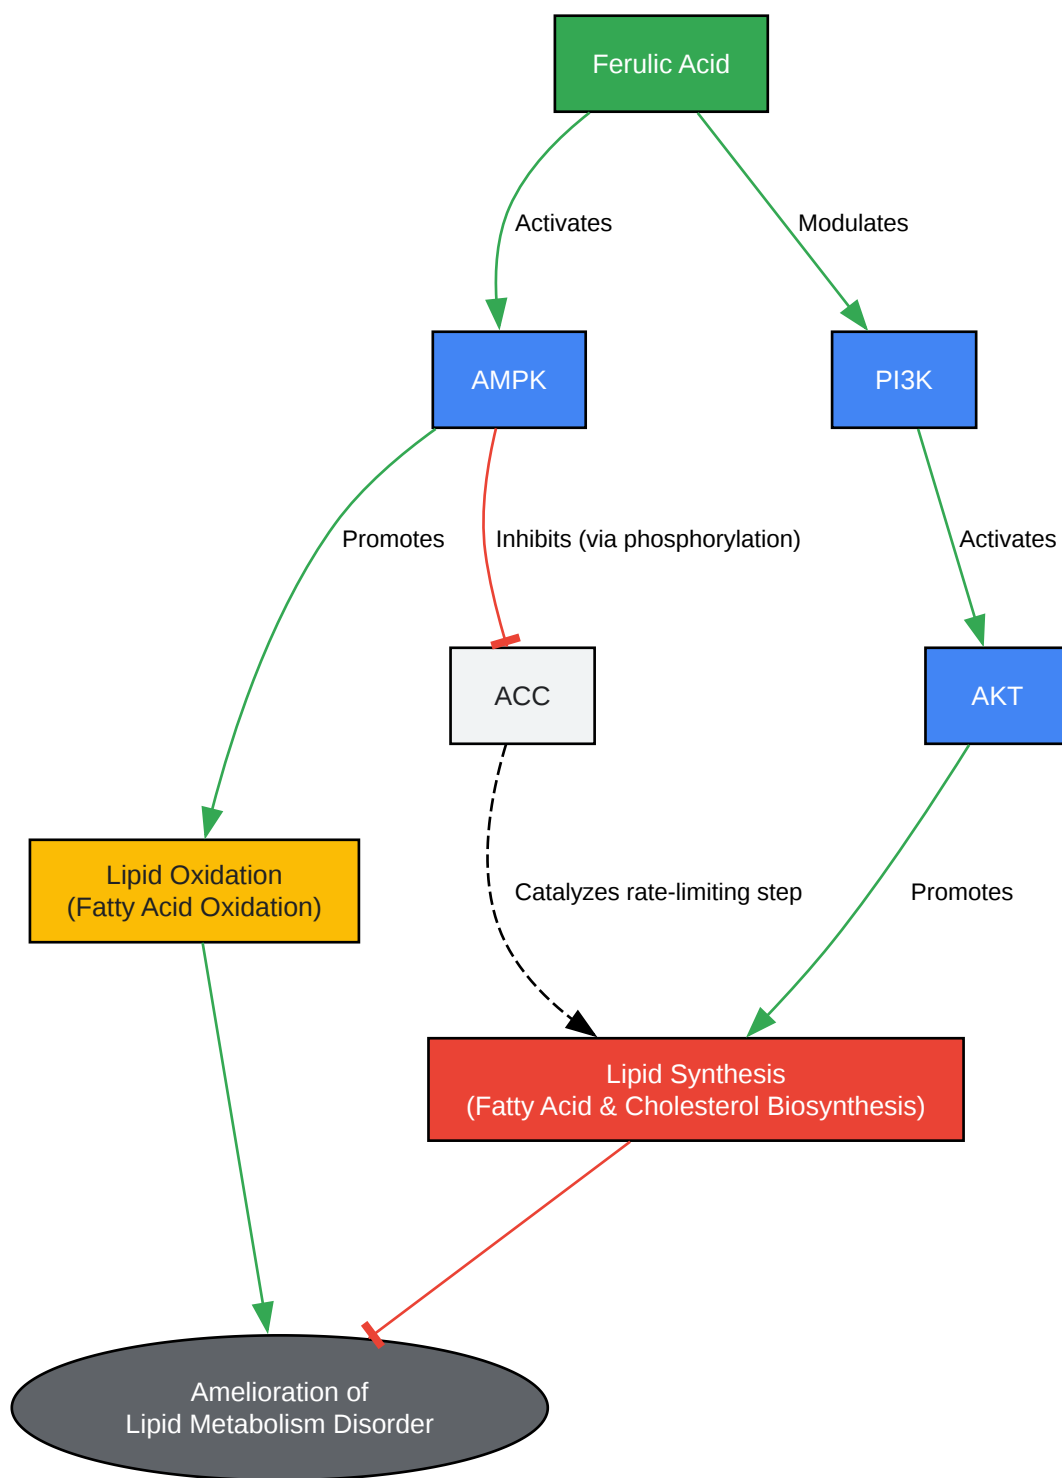 Ferulic Acid
Activates
Modulates
AMPK
PI3K
Promotes
Inhibits (via phosphorylation)
Activates
ACC
AKT
Lipid Oxidation
(Fatty Acid Oxidation)
Catalyzes rate-limiting step
Promotes
Lipid Synthesis
(Fatty Acid & Cholesterol Biosynthesis)
Amelioration of
Lipid Metabolism Disorder